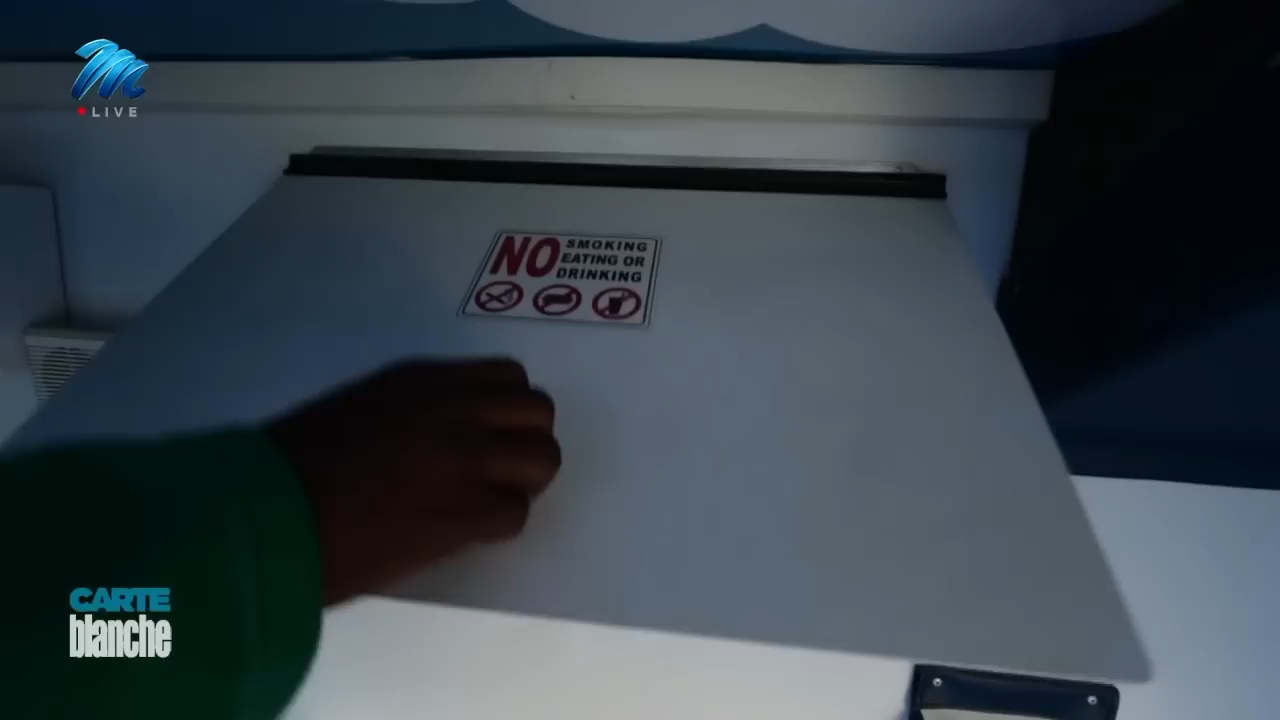 LIVE
NO SMOKING
EATING OR
DRINKING
CARTE
blanche